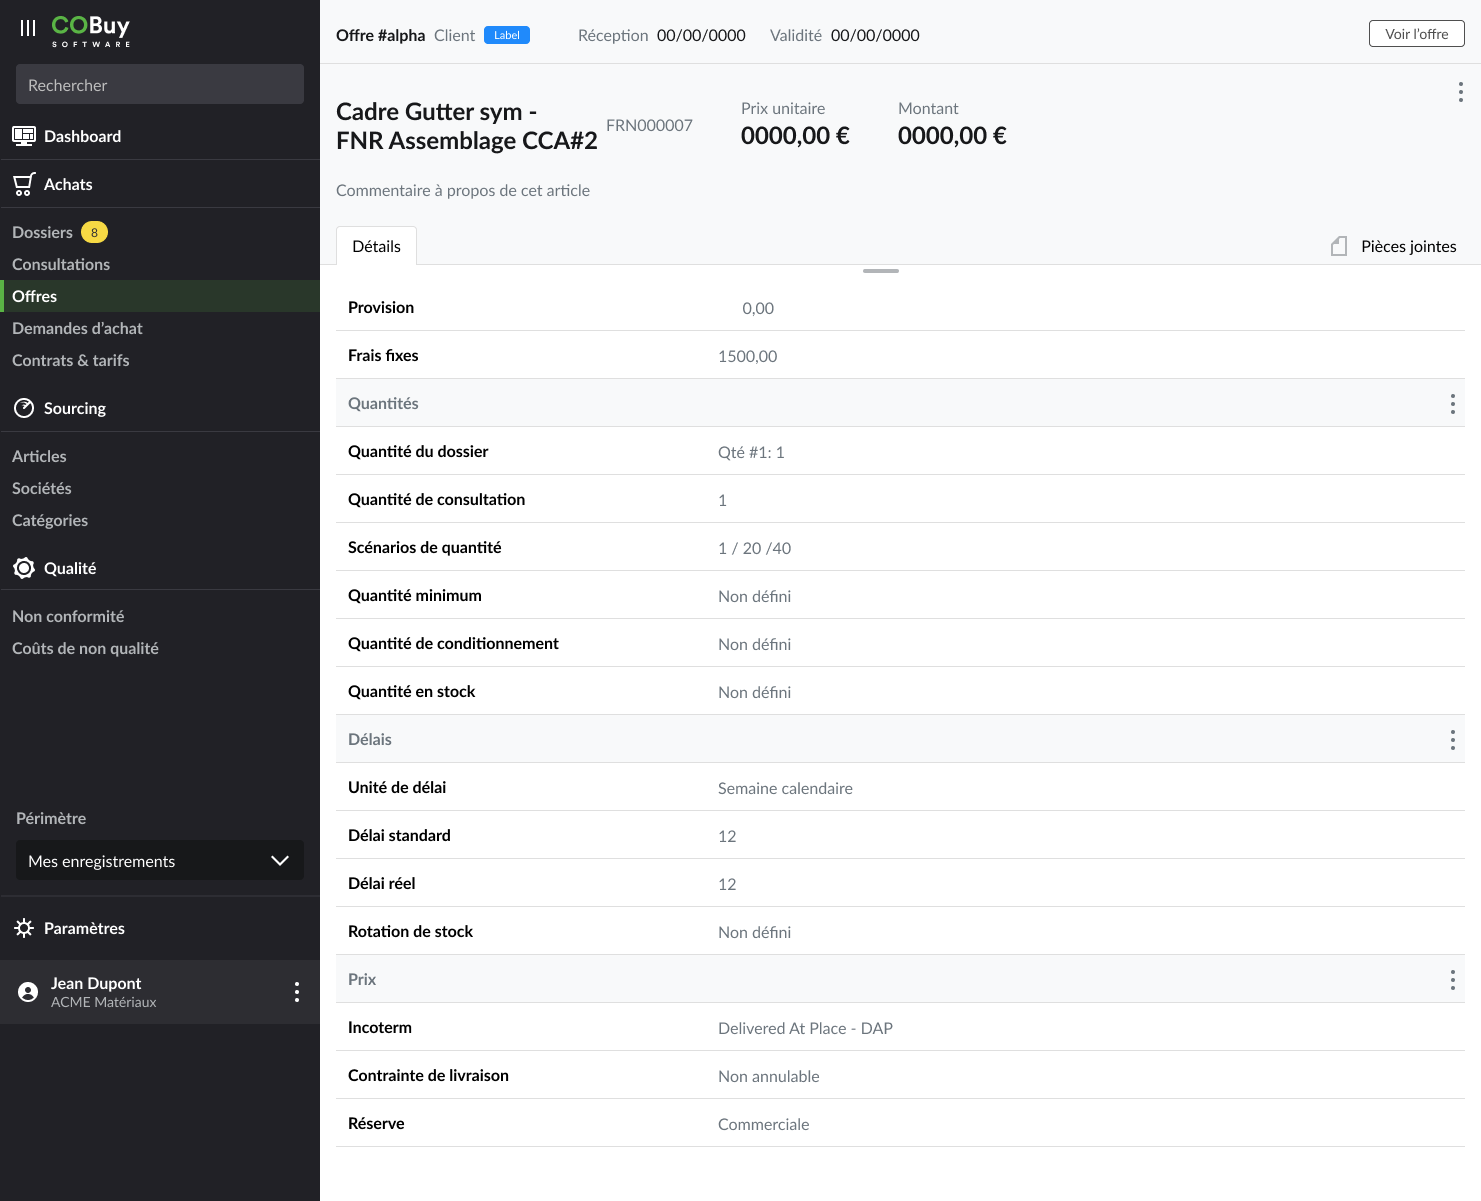 COBuy
SOFTWARE
Rechercher
Dashboard
Achats
Dossiers 8
Consultations
Offres
Demandes d’achat
Contrats & tarifs
Sourcing
Articles
Sociétés
Catégories
Qualité
Non conformité
Coûts de non qualité
Périmètre
Mes enregistrements
Paramètres
Jean Dupont
ACME Matériaux
Offre #alpha Client Label Réception 00/00/0000 Validité 00/00/0000 Voir l’offre
Cadre Gutter sym -
FNR Assemblage CCA#2 FRN000007
Prix unitaire
0000,00 €
Montant
0000,00 €
Commentaire à propos de cet article
Détails Pièces jointes
Provision 0,00
Frais fixes 1500,00
Quantités
Quantité du dossier Qté #1: 1
Quantité de consultation 1
Scénarios de quantité 1 / 20 /40
Quantité minimum Non défini
Quantité de conditionnement Non défini
Quantité en stock Non défini
Délais
Unité de délai Semaine calendaire
Délai standard 12
Délai réel 12
Rotation de stock Non défini
Prix
Incoterm Delivered At Place - DAP
Contrainte de livraison Non annulable
Réserve Commerciale